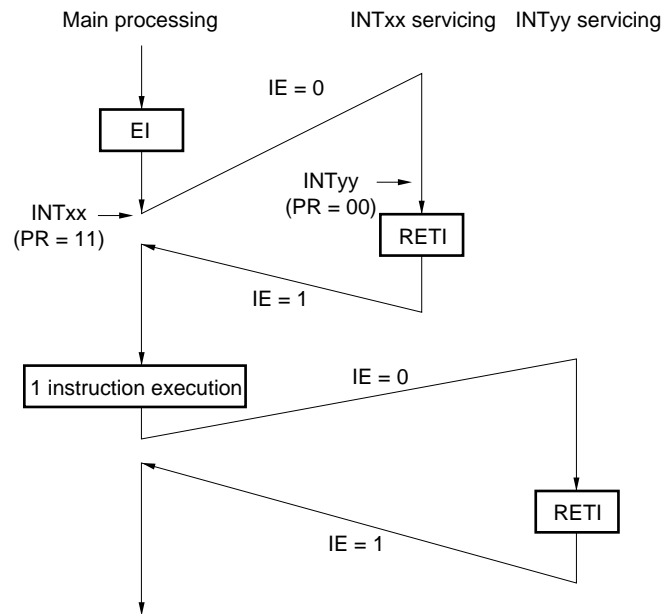 Main processing
INTxx servicing
INTyy servicing
IE = 0
EI
INTyy
(PR = 00)
INTxx
(PR = 11)
RETI
IE = 1
1 instruction execution
IE = 0
RETI
IE = 1